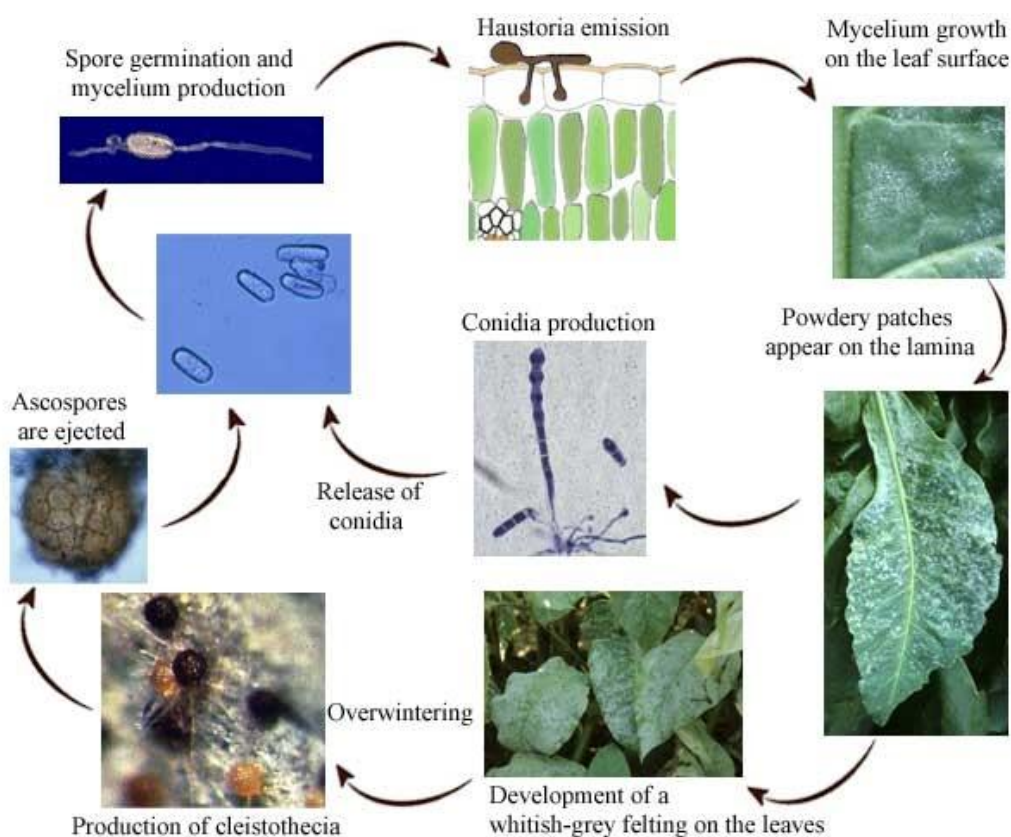 Haustoria emission
Mycelium growth
on the leaf surface
Spore germination and
mycelium production
Powdery patches
appear on the lamina
Conidia production
Ascospores
are ejected
Release of
conidia
Overwintering
Development of a
whitish-grey felting on the leaves
Production of cleistothecia